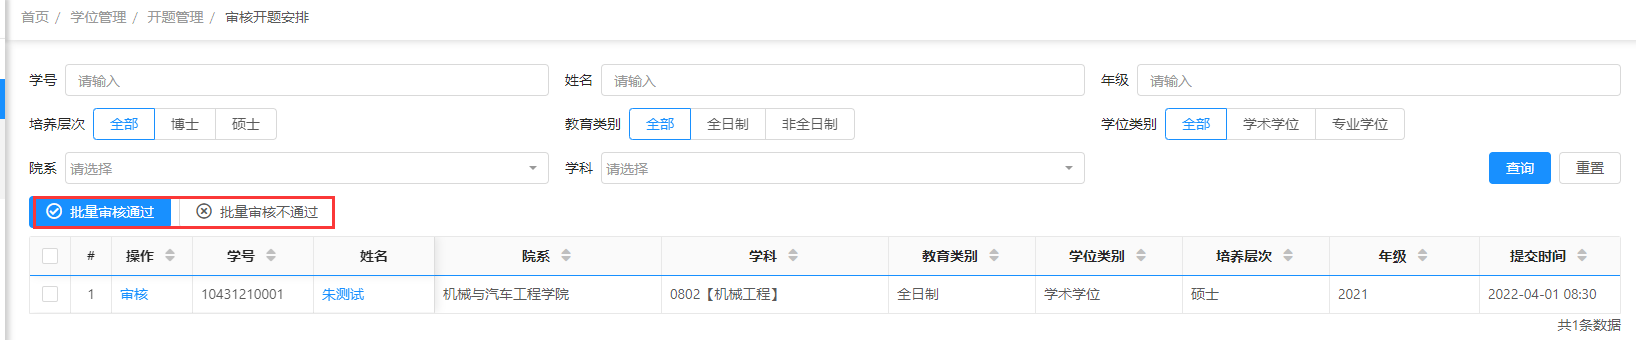 首页 / 学位管理 / 开题管理 / 审核开题安排
学号 请输入 姓名 请输入 年级 请输入
培养层次 全部 博士 硕士 教育类别 全部 全日制 非全日制 学位类别 全部 学术学位 专业学位
院系 请选择 学科 请选择 查询 重置
批量审核通过 批量审核不通过
# 操作 学号 姓名 院系 学科 教育类别 学位类别 培养层次 年级 提交时间
1 审核 10431210001 朱测试 机械与汽车工程学院 0802【机械工程】 全日制 学术学位 硕士 2021 2022-04-01 08:30
共1条数据